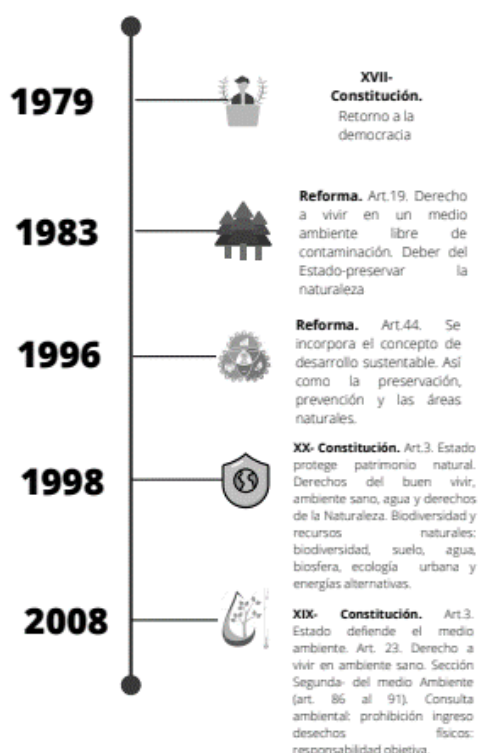 1979
XVII-
Constitución.
Retorno a la
democracia
1983
Reforma. Art.19. Derecho
a vivir en un medio
ambiente libre de
contaminación. Deber del
Estado-preservar la
naturaleza
1996
Reforma. Art.44. Se
incorpora el concepto de
desarrollo sustentable. Así
como la preservación,
prevención y las áreas
naturales.
1998
XX- Constitución. Art.3. Estado
protege patrimonio natural.
Derechos del buen vivir,
ambiente sano, agua y derechos
de la Naturaleza. Biodiversidad y
recursos naturales:
biodiversidad, suelo, agua,
biosfera, ecología urbana y
energías alternativas.
2008
XIX- Constitución. Art.3.
Estado defiende el medio
ambiente. Art. 23. Derecho a
vivir en ambiente sano. Sección
Segunda- del medio Ambiente
(art. 86 al 91). Consulta
ambiental: prohibición ingreso
desechos físicos:
responsabilidad objetiva